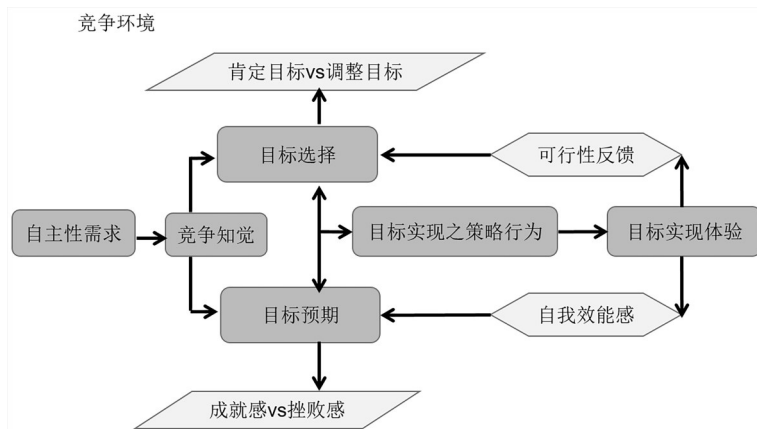 竞争环境
肯定目标vs调整目标
目标选择
可行性反馈
自主性需求
竞争知觉
目标实现之策略行为
目标实现体验
目标预期
自我效能感
成就感vs挫败感